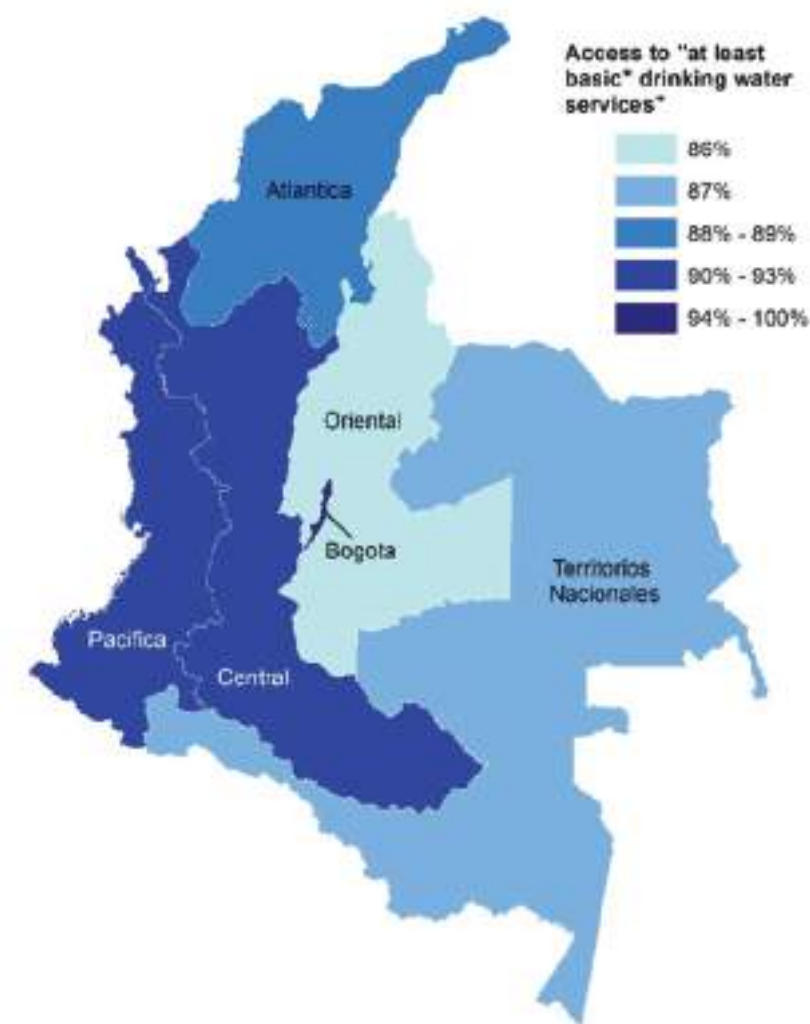 Access to "at least
basic" drinking water
services"
86%
87%
88% - 89%
90% - 93%
94% - 100%
Atlantica
Oriental
Bogota
Territorios
Nacionales
Pacifica
Central